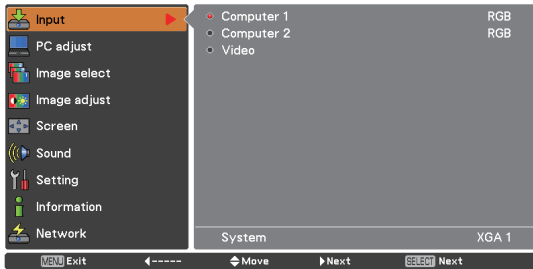 Input
PC adjust
Image select
Image adjust
Screen
Sound
Setting
Information
Network
Computer 1 RGB
Computer 2 RGB
Video
System XGA 1
MENU Exit ----- Move Next SELECT Next